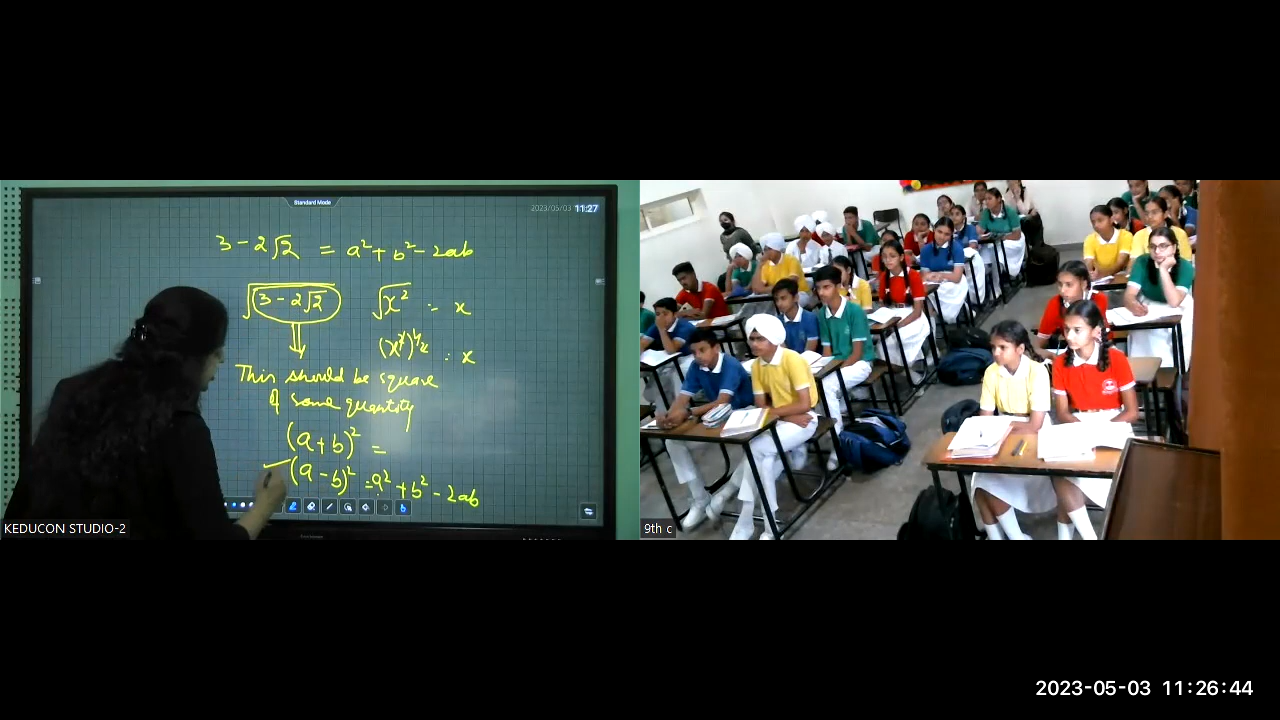 Standard Mode
2023/05/03 11:27
3 - 2√2 = a² + b² - 2ab
√(3 - 2√2) √x² = x
(x²)^1/2 = x
This should be square
of some quantity
(a + b)² =
(a - b)² = a² + b² - 2ab
KEDUCON STUDIO-2
9th c
2023-05-03 11:26:44